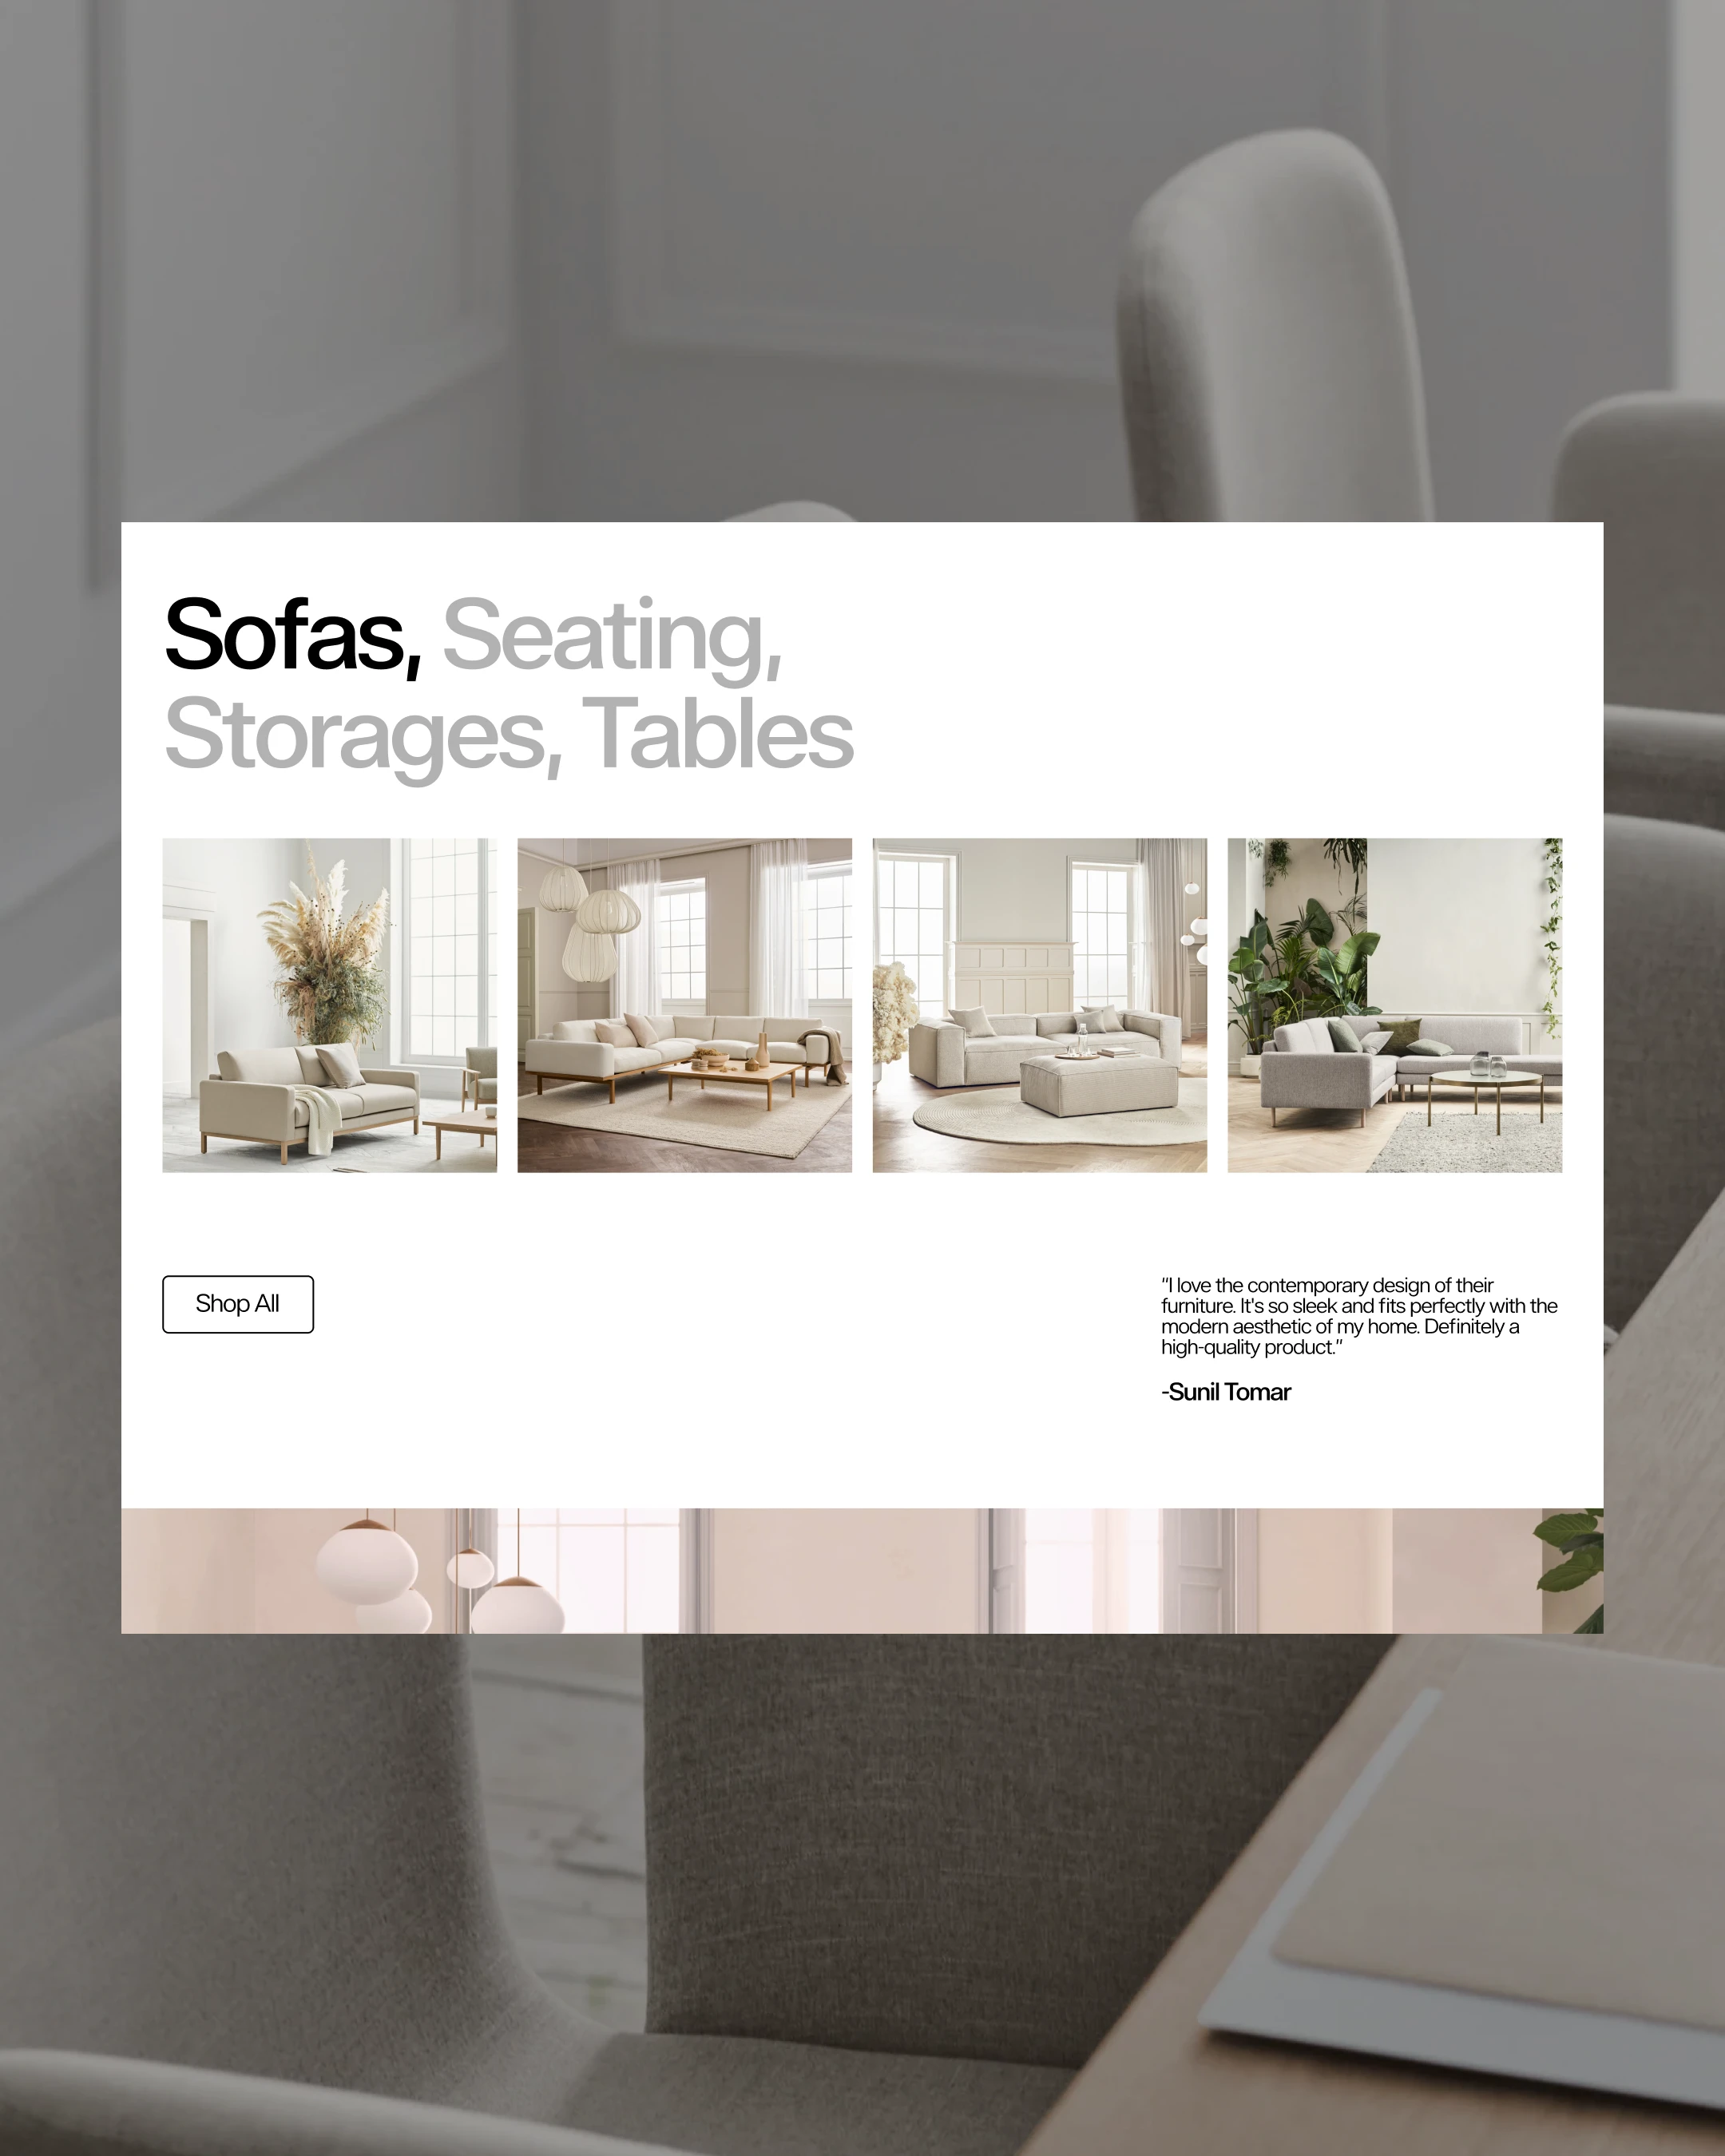 Sofas, Seating,
Storages, Tables
Shop All
"I love the contemporary design of their
furniture. It's so sleek and fits perfectly with the
modern aesthetic of my home. Definitely a
high-quality product."
-Sunil Tomar